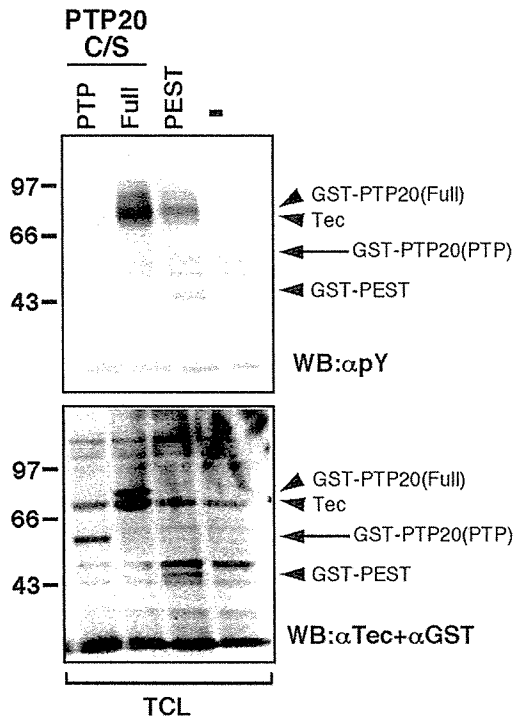 PTP20
C/S
PTP
Full
PEST
-
97
66
43
GST-PTP20(Full)
Tec
GST-PTP20(PTP)
GST-PEST
WB:αpY
97
66
43
GST-PTP20(Full)
Tec
GST-PTP20(PTP)
GST-PEST
WB:αTec+αGST
TCL